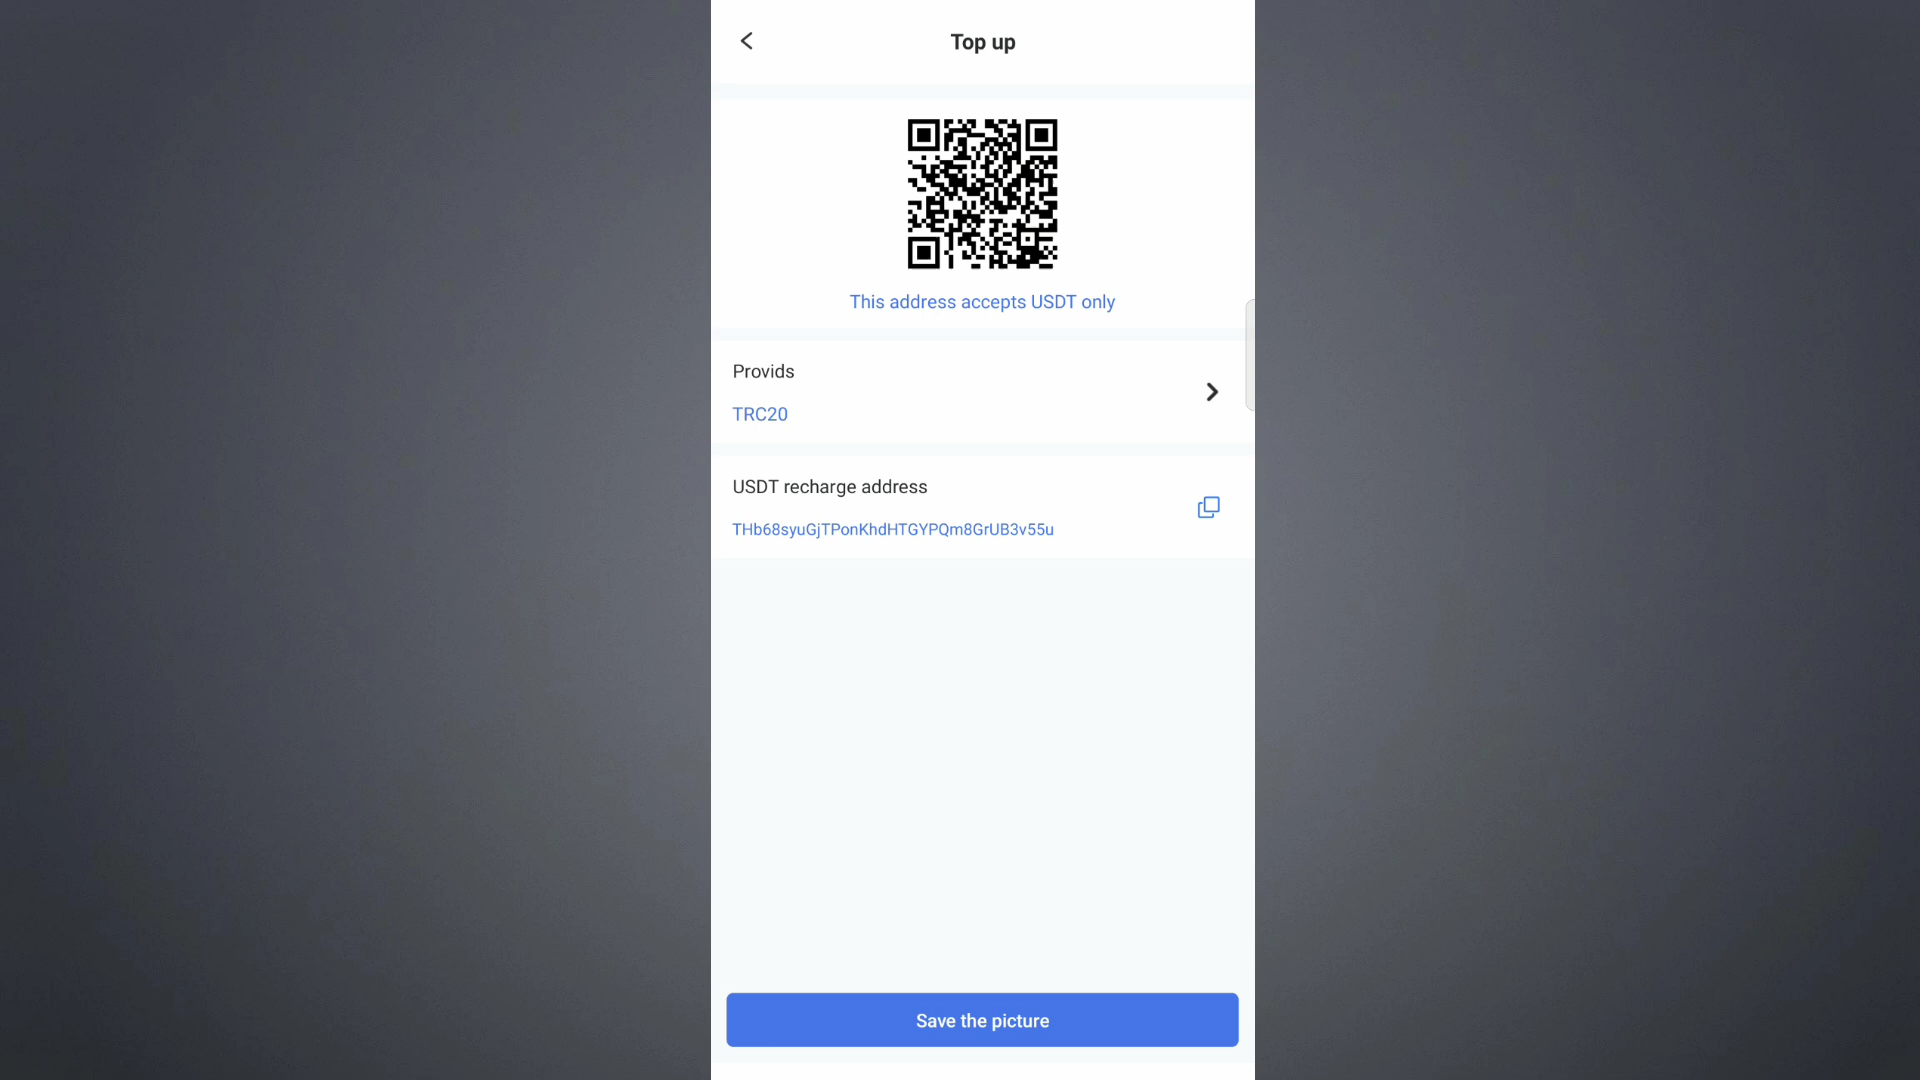 Top up
This address accepts USDT only
Provids
TRC20
USDT recharge address
THb68syuGjTPonKhdHTGYPQm8GrUB3v55u
Save the picture